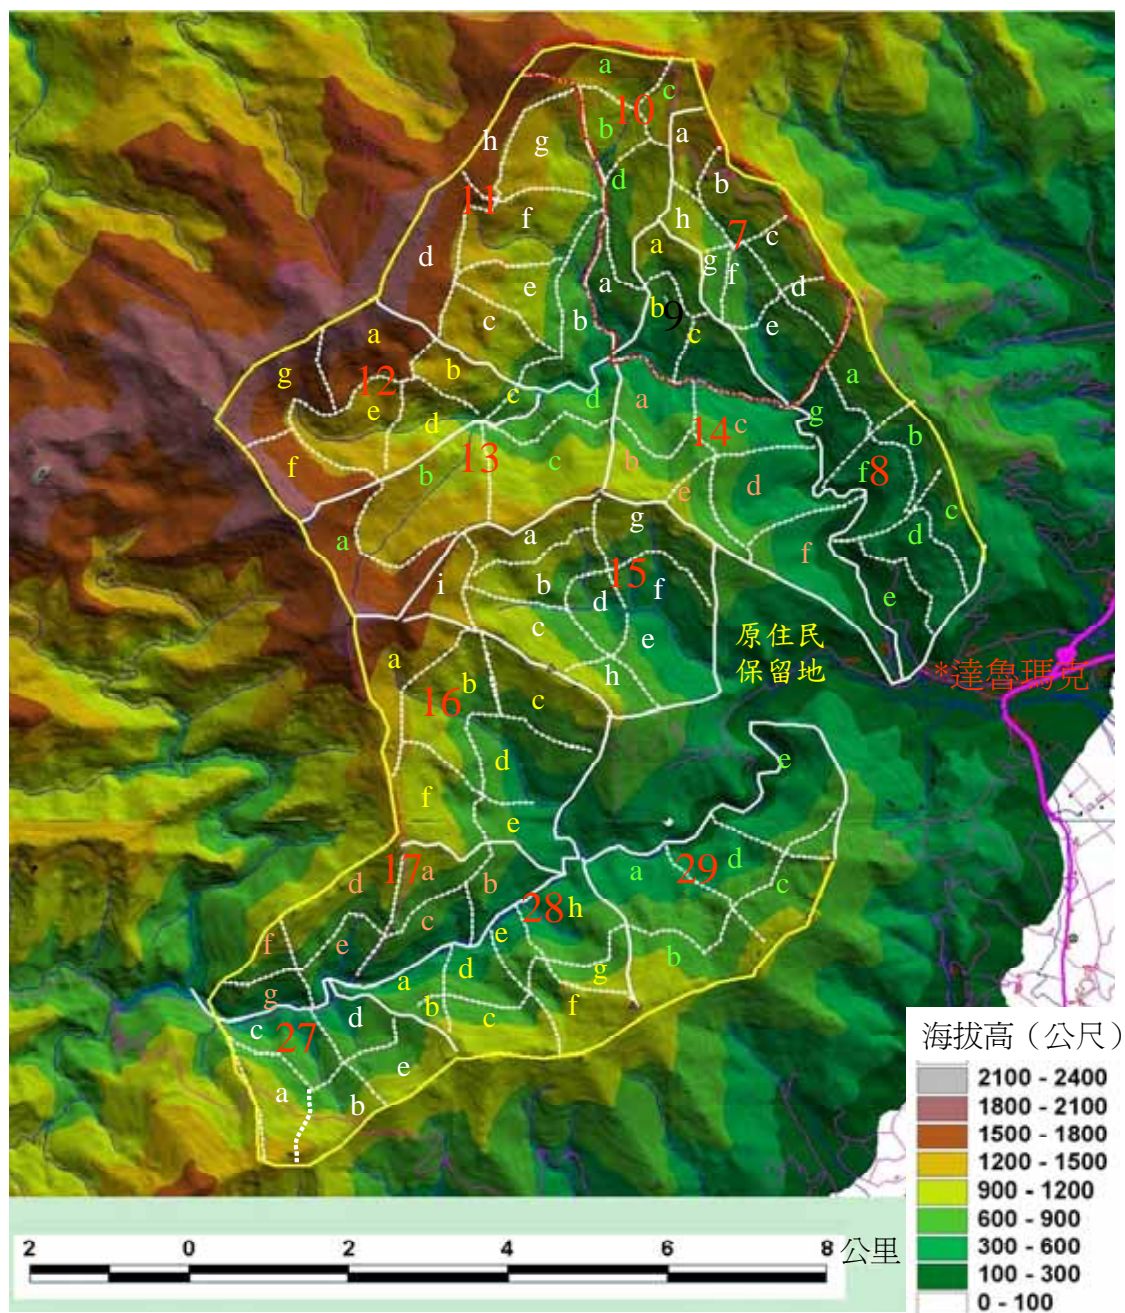 a
c
10
b
h
g
a
d
b
11
f
h
7
c
d
a
g
f
e
a
d
b
9
c
b
e
a
c
g
12
b
a
e
c
d
a
g
d
14
c
b
13
b
c
b
f
8
f
e
d
c
g
a
d
a
f
i
b
15
d
f
e
c
e
原住民
保留地
a
h
*達魯瑪克
16
b
c
d
e
f
e
17
a
b
d
a
29
d
c
c
28
h
f
e
e
b
g
a
d
g
b
c
f
c
d
27
e
a
b
海拔高（公尺）
2100 - 2400
1800 - 2100
1500 - 1800
1200 - 1500
900 - 1200
600 - 900
300 - 600
100 - 300
0 - 100
2 0 2 4 6 8 公里